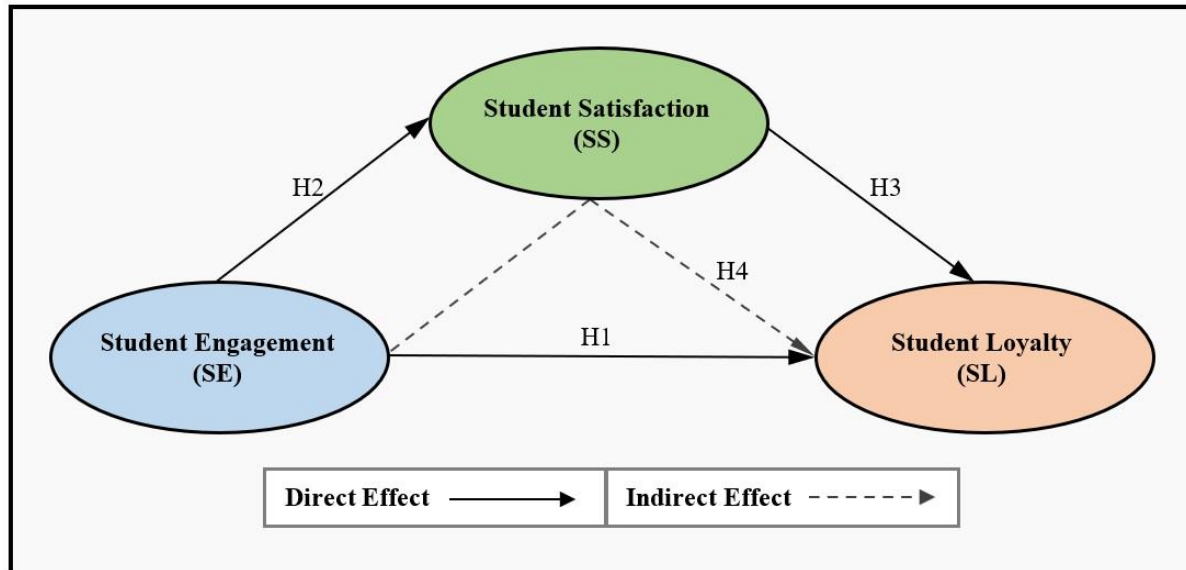 Student Satisfaction
(SS)
H2
H3
H4
Student Engagement
(SE)
H1
Student Loyalty
(SL)
Direct Effect
Indirect Effect